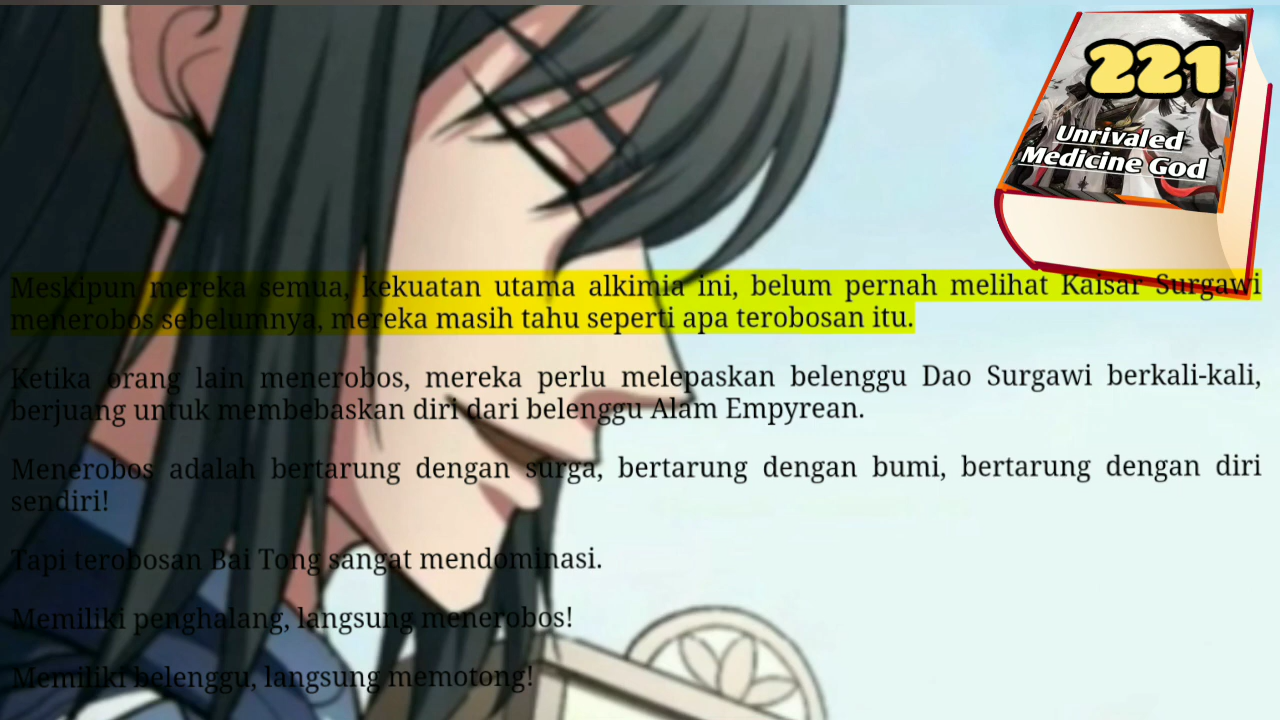 221
Unrivaled
Medicine God
Meskipun mereka semua, kekuatan utama alkimia ini, belum pernah melihat Kaisar Surgawi
menerobos sebelumnya, mereka masih tahu seperti apa terobosan itu.
Ketika orang lain menerobos, mereka perlu melepaskan belenggu Dao Surgawi berkali-kali,
berjuang untuk membebaskan diri dari belenggu Alam Empyrean.
Menerobos adalah bertarung dengan surga, bertarung dengan bumi, bertarung dengan diri
sendiri!
Tapi terobosan Bai Tong sangat mendominasi.
Memiliki penghalang, langsung menerobos!
Memiliki belenggu, langsung memotong!